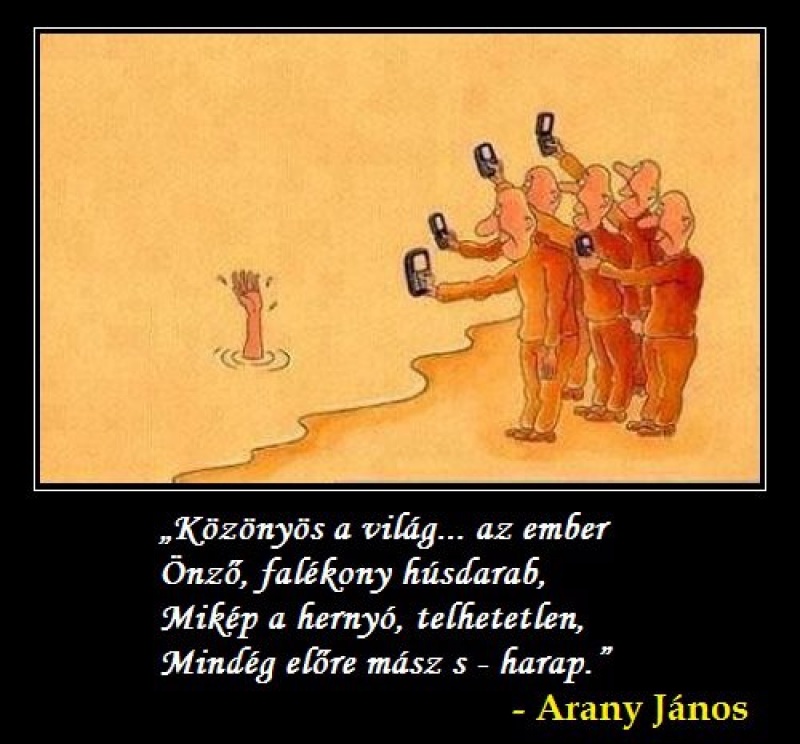 „Közönyös a világ... az ember
Önző, falékony húsdarab,
Mikép a hernyó, telhetetlen,
Mindég előre mász s - harap.”
- Arany János